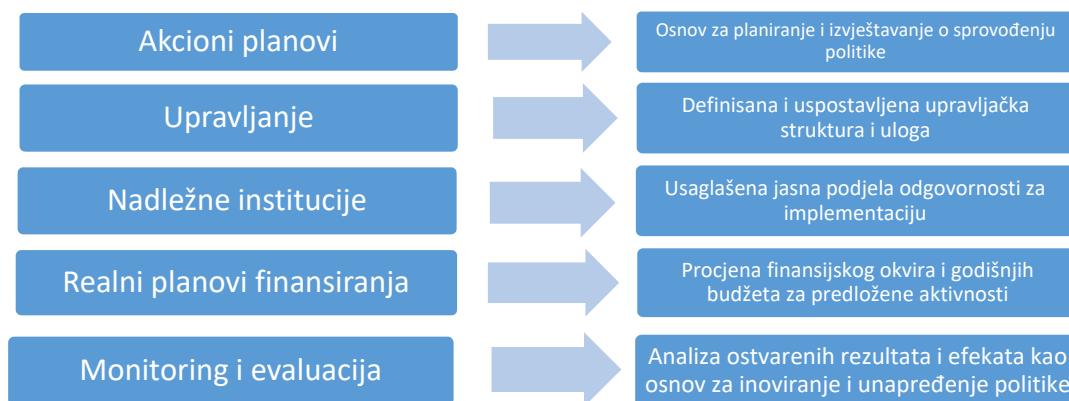 Akcioni planovi
Osnov za planiranje i izvještavanje o sprovođenju
politike
Upravljanje
Definisana i uspostavljena upravljačka
struktura i uloga
Nadležne institucije
Usaglašena jasna podjela odgovornosti za
implementaciju
Realni planovi finansiranja
Procjena finansijskog okvira i godišnjih
budžeta za predložene aktivnosti
Monitoring i evaluacija
Analiza ostvarenih rezultata i efekata kao
osnov za inoviranje i unapređenje politike